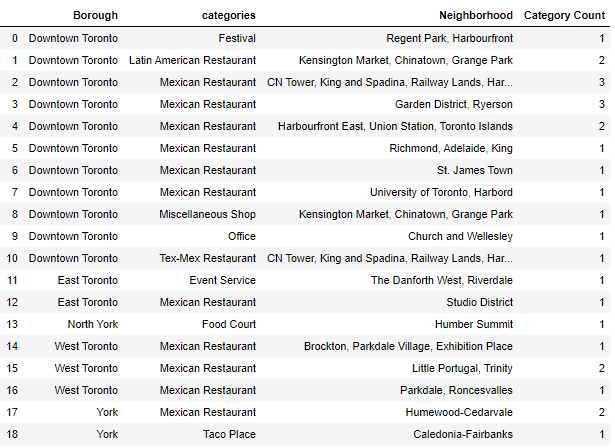 Borough categories Neighborhood Category Count
0 Downtown Toronto Festival Regent Park, Harbourfront 1
1 Downtown Toronto Latin American Restaurant Kensington Market, Chinatown, Grange Park 2
2 Downtown Toronto Mexican Restaurant CN Tower, King and Spadina, Railway Lands, Har... 3
3 Downtown Toronto Mexican Restaurant Garden District, Ryerson 3
4 Downtown Toronto Mexican Restaurant Harbourfront East, Union Station, Toronto Islands 2
5 Downtown Toronto Mexican Restaurant Richmond, Adelaide, King 1
6 Downtown Toronto Mexican Restaurant St. James Town 1
7 Downtown Toronto Mexican Restaurant University of Toronto, Harbord 1
8 Downtown Toronto Miscellaneous Shop Kensington Market, Chinatown, Grange Park 1
9 Downtown Toronto Office Church and Wellesley 1
10 Downtown Toronto Tex-Mex Restaurant CN Tower, King and Spadina, Railway Lands, Har... 1
11 East Toronto Event Service The Danforth West, Riverdale 1
12 East Toronto Mexican Restaurant Studio District 1
13 North York Food Court Humber Summit 1
14 West Toronto Mexican Restaurant Brockton, Parkdale Village, Exhibition Place 1
15 West Toronto Mexican Restaurant Little Portugal, Trinity 2
16 West Toronto Mexican Restaurant Parkdale, Roncesvalles 1
17 York Mexican Restaurant Humewood-Cedarvale 2
18 York Taco Place Caledonia-Fairbanks 1